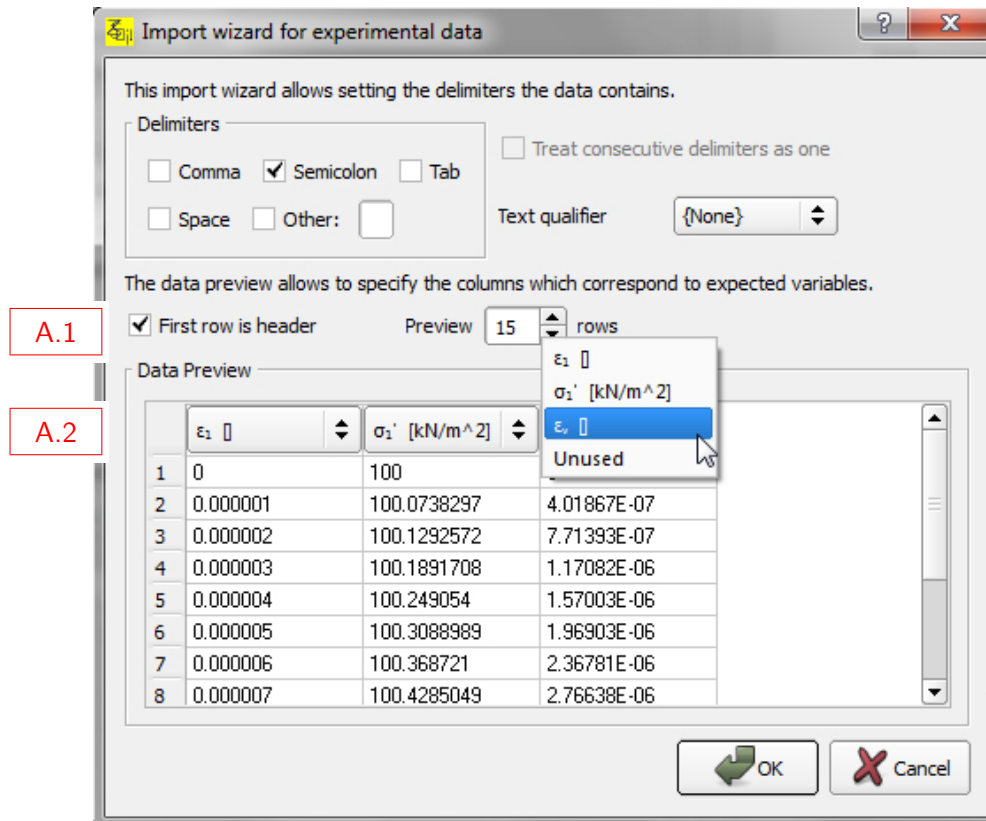 Import wizard for experimental data
This import wizard allows setting the delimiters the data contains.
Delimiters
Treat consecutive delimiters as one
Comma Semicolon Tab
Space Other:
Text qualifier {None}
The data preview allows to specify the columns which correspond to expected variables.
A.1
First row is header Preview 15 rows
ε₁ []
σ₁' [kN/m^2]
εᵥ []
Unused
Data Preview
A.2
ε₁ [] σ₁' [kN/m^2]
1 0 100
2 0.000001 100.0738297 4.01867E-07
3 0.000002 100.1292572 7.71393E-07
4 0.000003 100.1891708 1.17082E-06
5 0.000004 100.249054 1.57003E-06
6 0.000005 100.3088989 1.96903E-06
7 0.000006 100.368721 2.36781E-06
8 0.000007 100.4285049 2.76638E-06
OK Cancel